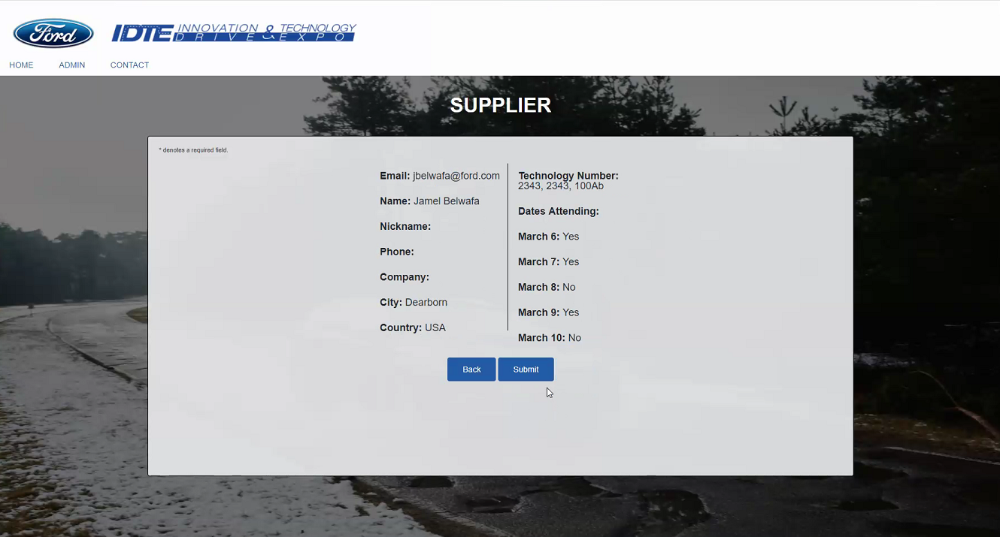 Ford
IDTE INNOVATION & TECHNOLOGY
DRIVE & EXPO
HOME ADMIN CONTACT
SUPPLIER
* denotes a required field.
Email: jbelwafa@ford.com
Name: Jamel Belwafa
Nickname:
Phone:
Company:
City: Dearborn
Country: USA
Technology Number:
2343, 2343, 100Ab
Dates Attending:
March 6: Yes
March 7: Yes
March 8: No
March 9: Yes
March 10: No
Back Submit